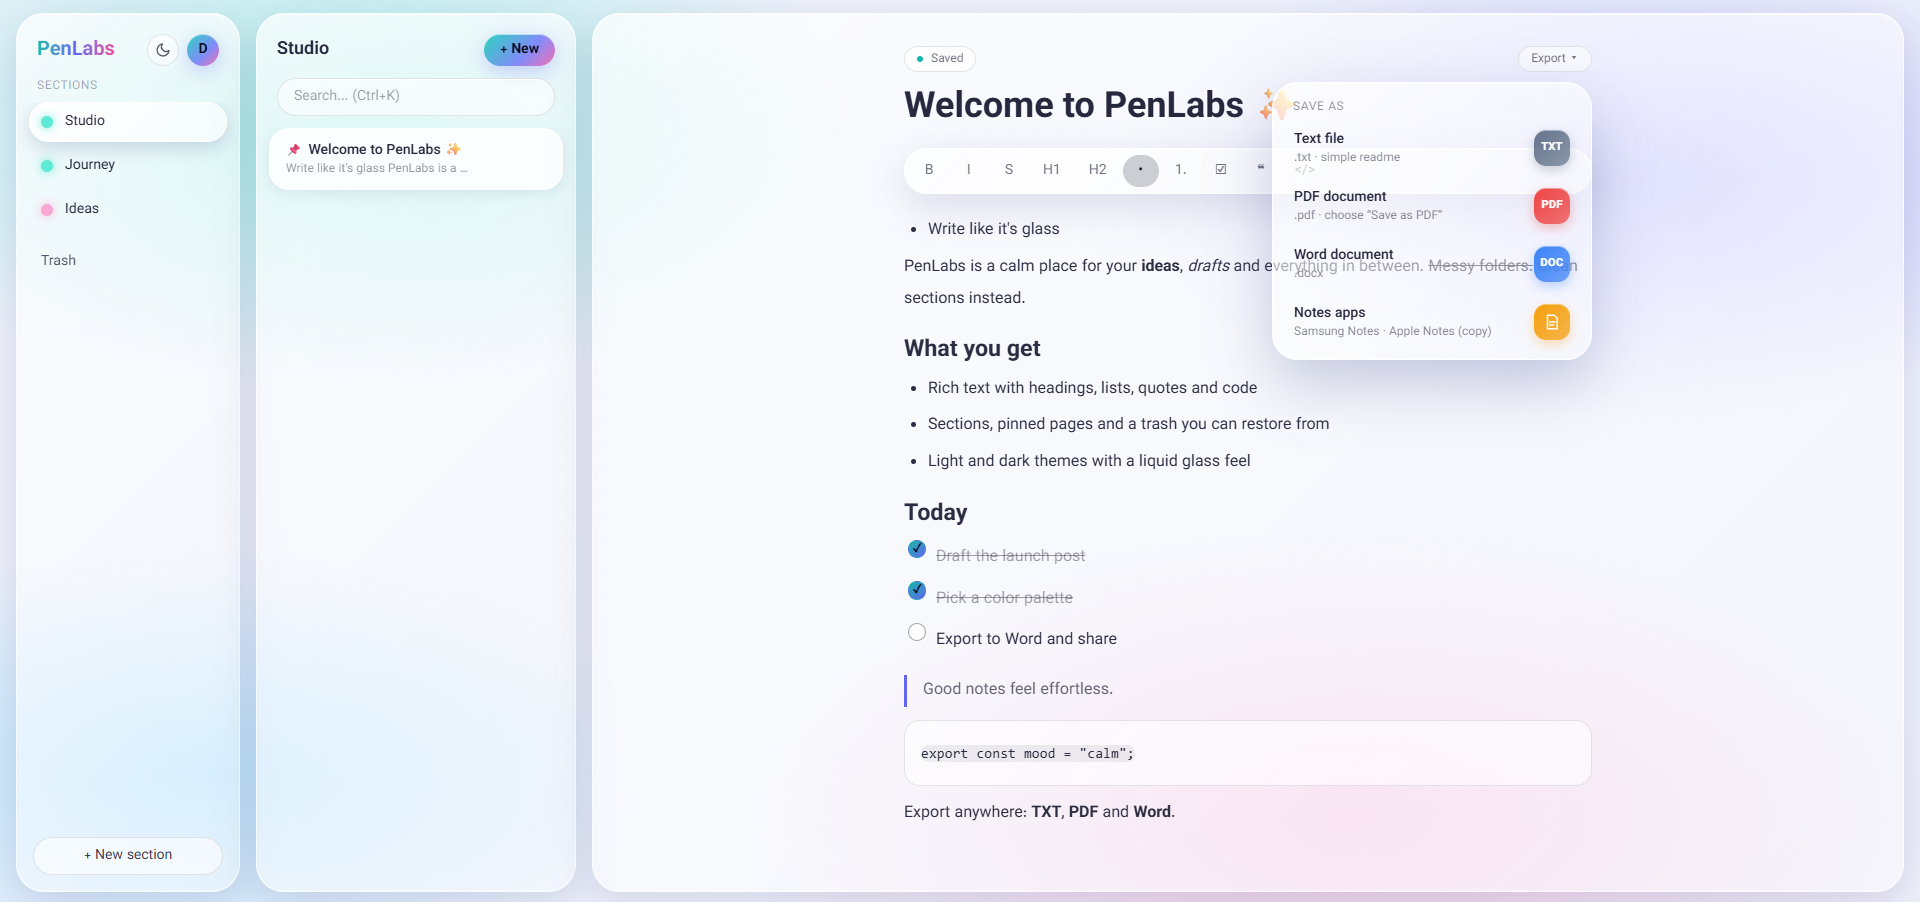 PenLabs
D
SECTIONS
Studio
Journey
Ideas
Trash
+ New section
Studio
+ New
Search... (Ctrl+K)
📌 Welcome to PenLabs ✨
Write like it's glass PenLabs is a ...
Saved
Export ▾
Welcome to PenLabs ✨
B I S H1 H2 • 1. ☑ ❝ </>
SAVE AS
Text file
.txt · simple readme
TXT
PDF document
.pdf · choose “Save as PDF”
PDF
Word document
.docx
DOC
Notes apps
Samsung Notes · Apple Notes (copy)
• Write like it's glass
PenLabs is a calm place for your ideas, drafts and everything in between. Messy folders. Clean
sections instead.
What you get
• Rich text with headings, lists, quotes and code
• Sections, pinned pages and a trash you can restore from
• Light and dark themes with a liquid glass feel
Today
Draft the launch post
Pick a color palette
Export to Word and share
Good notes feel effortless.
export const mood = "calm";
Export anywhere: TXT, PDF and Word.